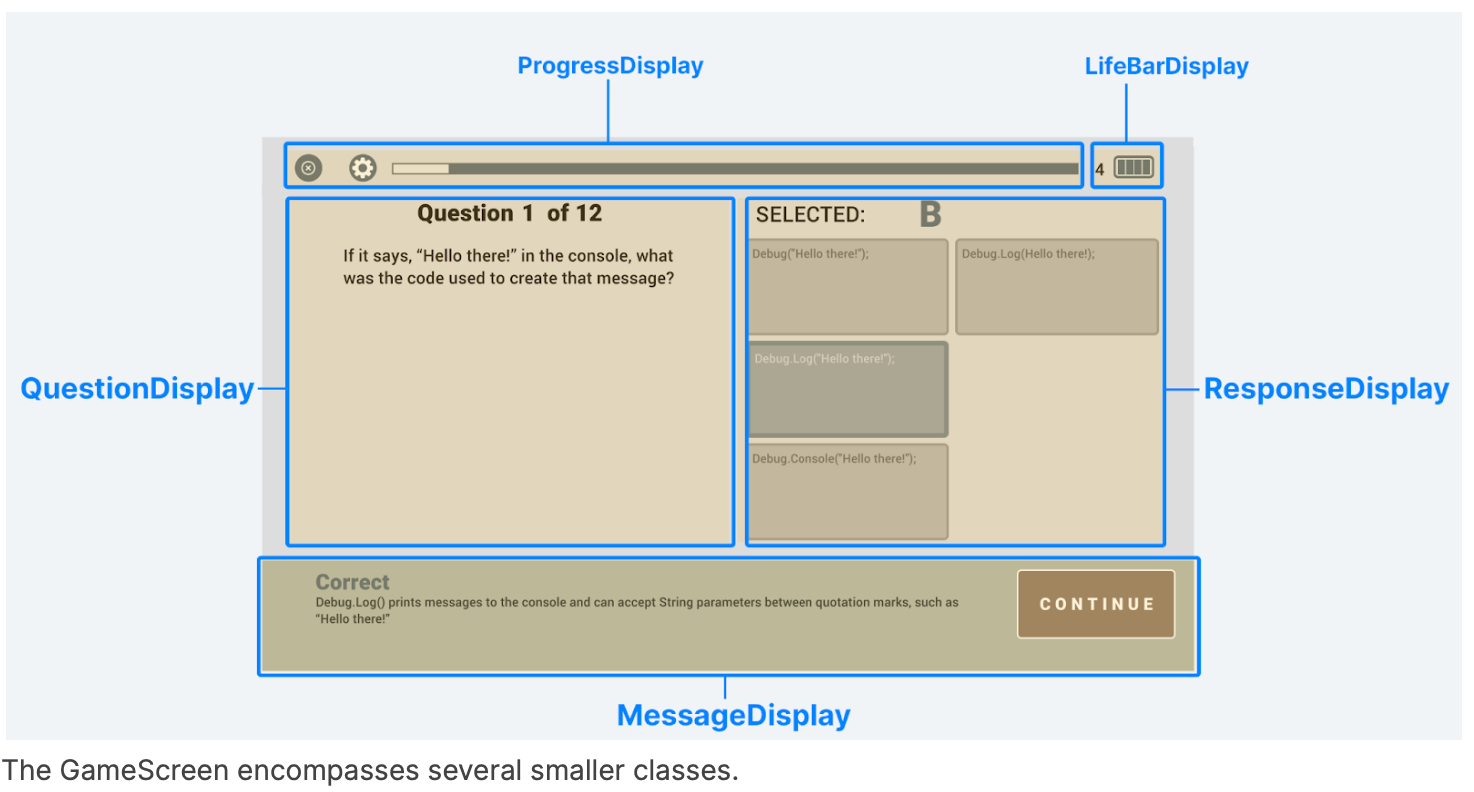 ProgressDisplay
LifeBarDisplay
4
Question 1 of 12
If it says, “Hello there!” in the console, what
was the code used to create that message?
SELECTED: B
Debug("Hello there!");
Debug.Log(Hello there!);
Debug.Log("Hello there!");
Debug.Console("Hello there!");
QuestionDisplay
ResponseDisplay
Correct
Debug.Log() prints messages to the console and can accept String parameters between quotation marks, such as
“Hello there!”
CONTINUE
MessageDisplay
The GameScreen encompasses several smaller classes.